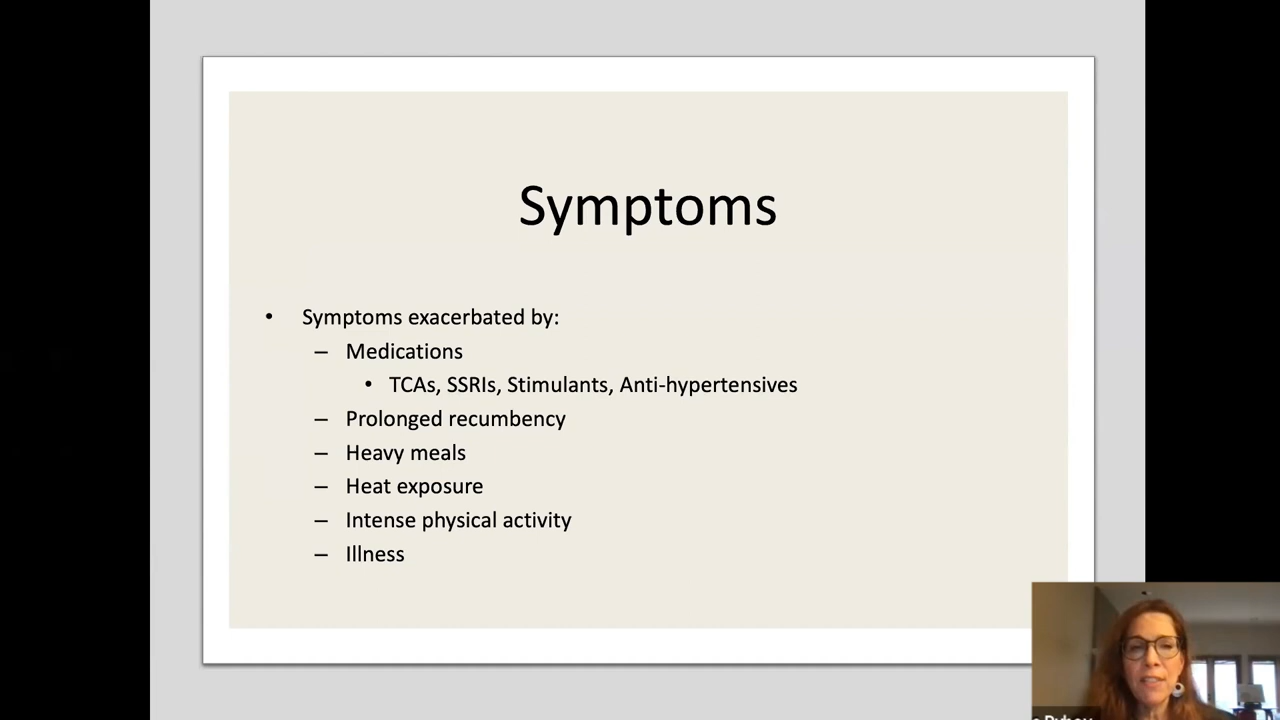 Symptoms
• Symptoms exacerbated by:
– Medications
• TCAs, SSRIs, Stimulants, Anti-hypertensives
– Prolonged recumbency
– Heavy meals
– Heat exposure
– Intense physical activity
– Illness